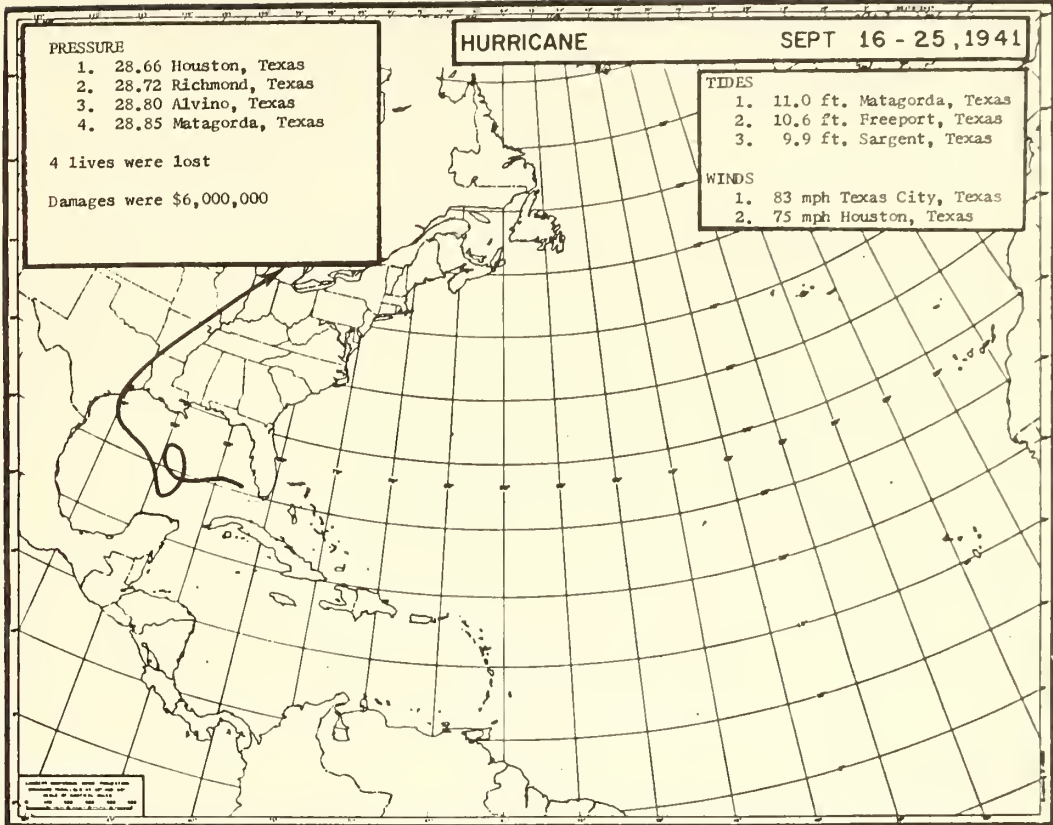 PRESSURE
1. 28.66 Houston, Texas
2. 28.72 Richmond, Texas
3. 28.80 Alvino, Texas
4. 28.85 Matagorda, Texas
4 lives were lost
Damages were $6,000,000
HURRICANE SEPT 16 - 25, 1941
TIDES
1. 11.0 ft. Matagorda, Texas
2. 10.6 ft. Freeport, Texas
3. 9.9 ft. Sargent, Texas
WINDS
1. 83 mph Texas City, Texas
2. 75 mph Houston, Texas